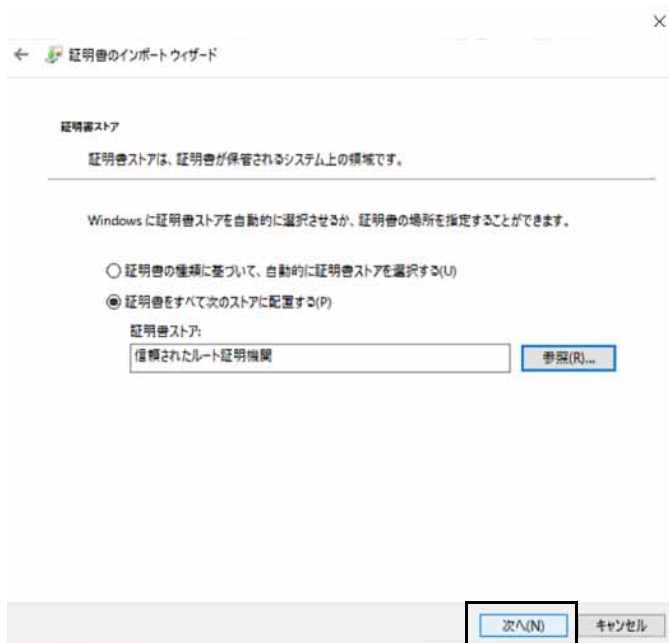 証明書のインポート ウィザード
証明書ストア
証明書ストアは、証明書が保管されるシステム上の領域です。
Windows に証明書ストアを自動的に選択させるか、証明書の場所を指定することができます。
証明書の種類に基づいて、自動的に証明書ストアを選択する(U)
証明書をすべて次のストアに配置する(P)
証明書ストア:
信頼されたルート証明機関
参照(R)...
次へ(N)
キャンセル